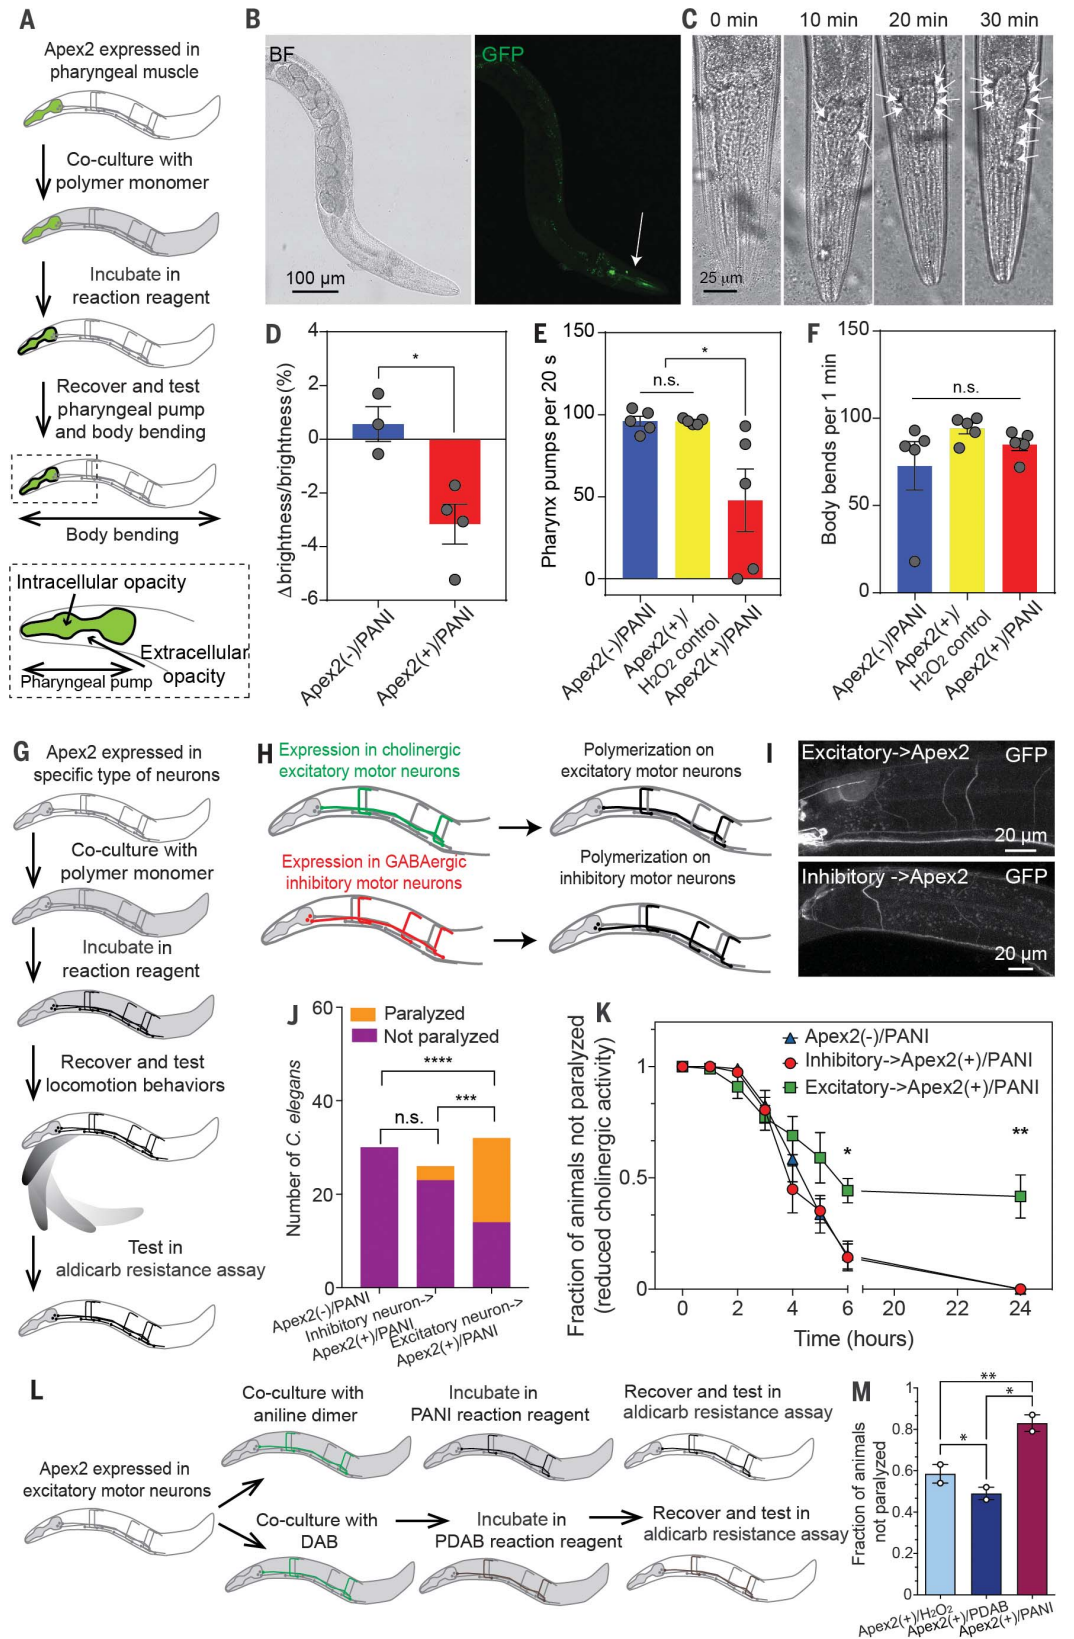 A
Apex2 expressed in
pharyngeal muscle
Co-culture with
polymer monomer
Incubate in
reaction reagent
Recover and test
pharyngeal pump
and body bending
Body bending
Intracellular opacity
Extracellular
opacity
Pharyngeal pump
B
BF
GFP
100 µm
C
0 min
10 min
20 min
30 min
25 µm
D
Δbrightness/brightness(%)
4
2
0
-2
-4
-6
*
Apex2(-)/PANI
Apex2(+)/PANI
E
Pharynx pumps per 20 s
150
100
50
0
n.s.
*
Apex2(-)/PANI
Apex2(+)/
H2O2 control
Apex2(+)/PANI
F
Body bends per 1 min
150
100
50
0
n.s.
Apex2(-)/PANI
Apex2(+)/
H2O2 control
Apex2(+)/PANI
G
Apex2 expressed in
specific type of neurons
Co-culture with
polymer monomer
Incubate in
reaction reagent
Recover and test
locomotion behaviors
Test in
aldicarb resistance assay
H
Expression in cholinergic
excitatory motor neurons
Polymerization on
excitatory motor neurons
Expression in GABAergic
inhibitory motor neurons
Polymerization on
inhibitory motor neurons
I
Excitatory->Apex2
GFP
20 µm
Inhibitory ->Apex2
GFP
20 µm
J
Number of C. elegans
60
40
20
0
Paralyzed
Not paralyzed
****
n.s.
***
Apex2(-)/PANI
Inhibitory neuron->
Apex2(+)/PANI
Excitatory neuron->
Apex2(+)/PANI
K
Fraction of animals not paralyzed
(reduced cholinergic activity)
1
0.5
0
Apex2(-)/PANI
Inhibitory->Apex2(+)/PANI
Excitatory->Apex2(+)/PANI
*
**
0
2
4
6
20
22
24
Time (hours)
L
Apex2 expressed in
excitatory motor neurons
Co-culture with
aniline dimer
Incubate in
PANI reaction reagent
Recover and test in
aldicarb resistance assay
Co-culture with
DAB
Incubate in
PDAB reaction reagent
Recover and test in
aldicarb resistance assay
M
Fraction of animals
not paralyzed
1
0.8
0.6
0.4
0.2
0
**
*
*
Apex2(+)/H2O2
Apex2(+)/PDAB
Apex2(+)/PANI